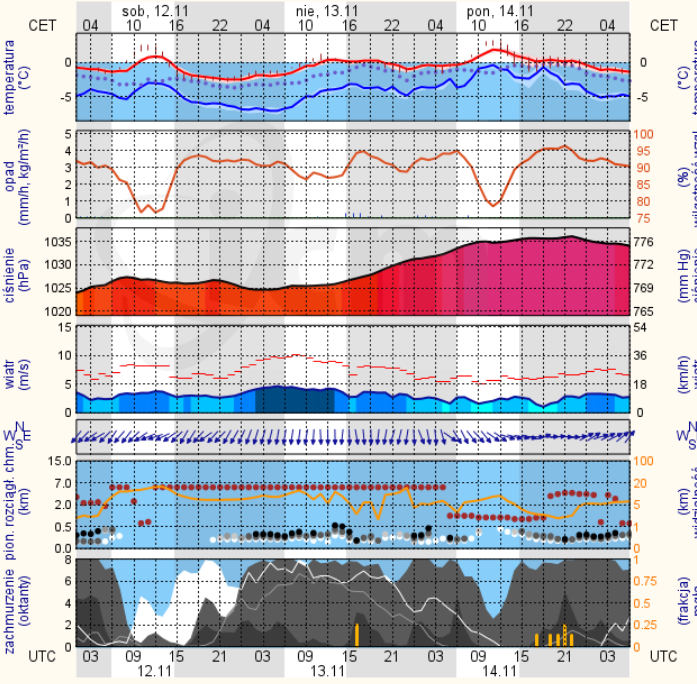 sob, 12.11 nie, 13.11 pon, 14.11
CET 04 10 16 22 04 10 16 22 04 10 16 22 04 CET
temperatura
(°C)
0
-5
0
-5
temperatura
(°C)
opad
(mm/h, kg/m²/h)
5
4
3
2
1
0
100
95
90
85
80
75
(%)
ciśnienie
(hPa)
1035
1030
1025
1020
776
772
769
765
(mm Hg)
wiatr
(m/s)
15
10
5
0
54
36
18
0
(km/h)
wiatr
N
W E
S
N
W E
S
pion. rozciągł. chm.
(km)
15.0
7.0
2.0
0.5
0.0
100
20
5
1
0
(km)
zachmurzenie
(oktanty)
8
6
4
2
0
1
0.75
0.5
0.25
0
(frakcja)
UTC 03 09 15 21 03 09 15 21 03 09 15 21 03 UTC
12.11 13.11 14.11